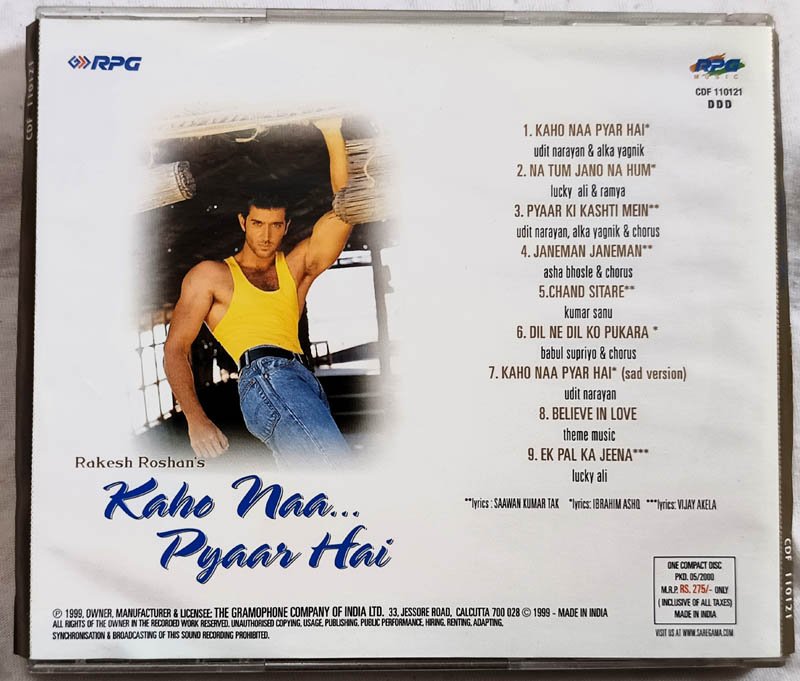 RPG
RPG
MUSIC
CDF 110121
DDD
CDF 110121
1. KAHO NAA PYAR HAI*
udit narayan & alka yagnik
2. NA TUM JANO NA HUM*
lucky ali & ramya
3. PYAAR KI KASHTI MEIN**
udit narayan, alka yagnik & chorus
4. JANEMAN JANEMAN**
asha bhosle & chorus
5.CHAND SITARE**
kumar sanu
6. DIL NE DIL KO PUKARA *
babul supriyo & chorus
7. KAHO NAA PYAR HAI* (sad version)
udit narayan
8. BELIEVE IN LOVE
theme music
9. EK PAL KA JEENA***
lucky ali
**lyrics : SAAWAN KUMAR TAK *lyrics: IBRAHIM ASHQ ***lyrics: VIJAY AKELA
Rakesh Roshan's
Kaho Naa...
Pyaar Hai
ONE COMPACT DISC
PKD. 05/2000
M.R.P. RS. 275/- ONLY
( INCLUSIVE OF ALL TAXES)
MADE IN INDIA
VISIT US AT WWW.SAREGAMA.COM
CDF 110121
℗ 1999, OWNER, MANUFACTURER & LICENSEE: THE GRAMOPHONE COMPANY OF INDIA LTD. 33, JESSORE ROAD, CALCUTTA 700 028 © 1999 - MADE IN INDIA
ALL RIGHTS OF THE OWNER IN THE RECORDED WORK RESERVED. UNAUTHORISED COPYING, USAGE, PUBLISHING, PUBLIC PERFORMANCE, HIRING. RENTING, ADAPTING,
SYNCHRONISATION & BROADCASTING OF THIS SOUND RECORDING PROHIBITED.